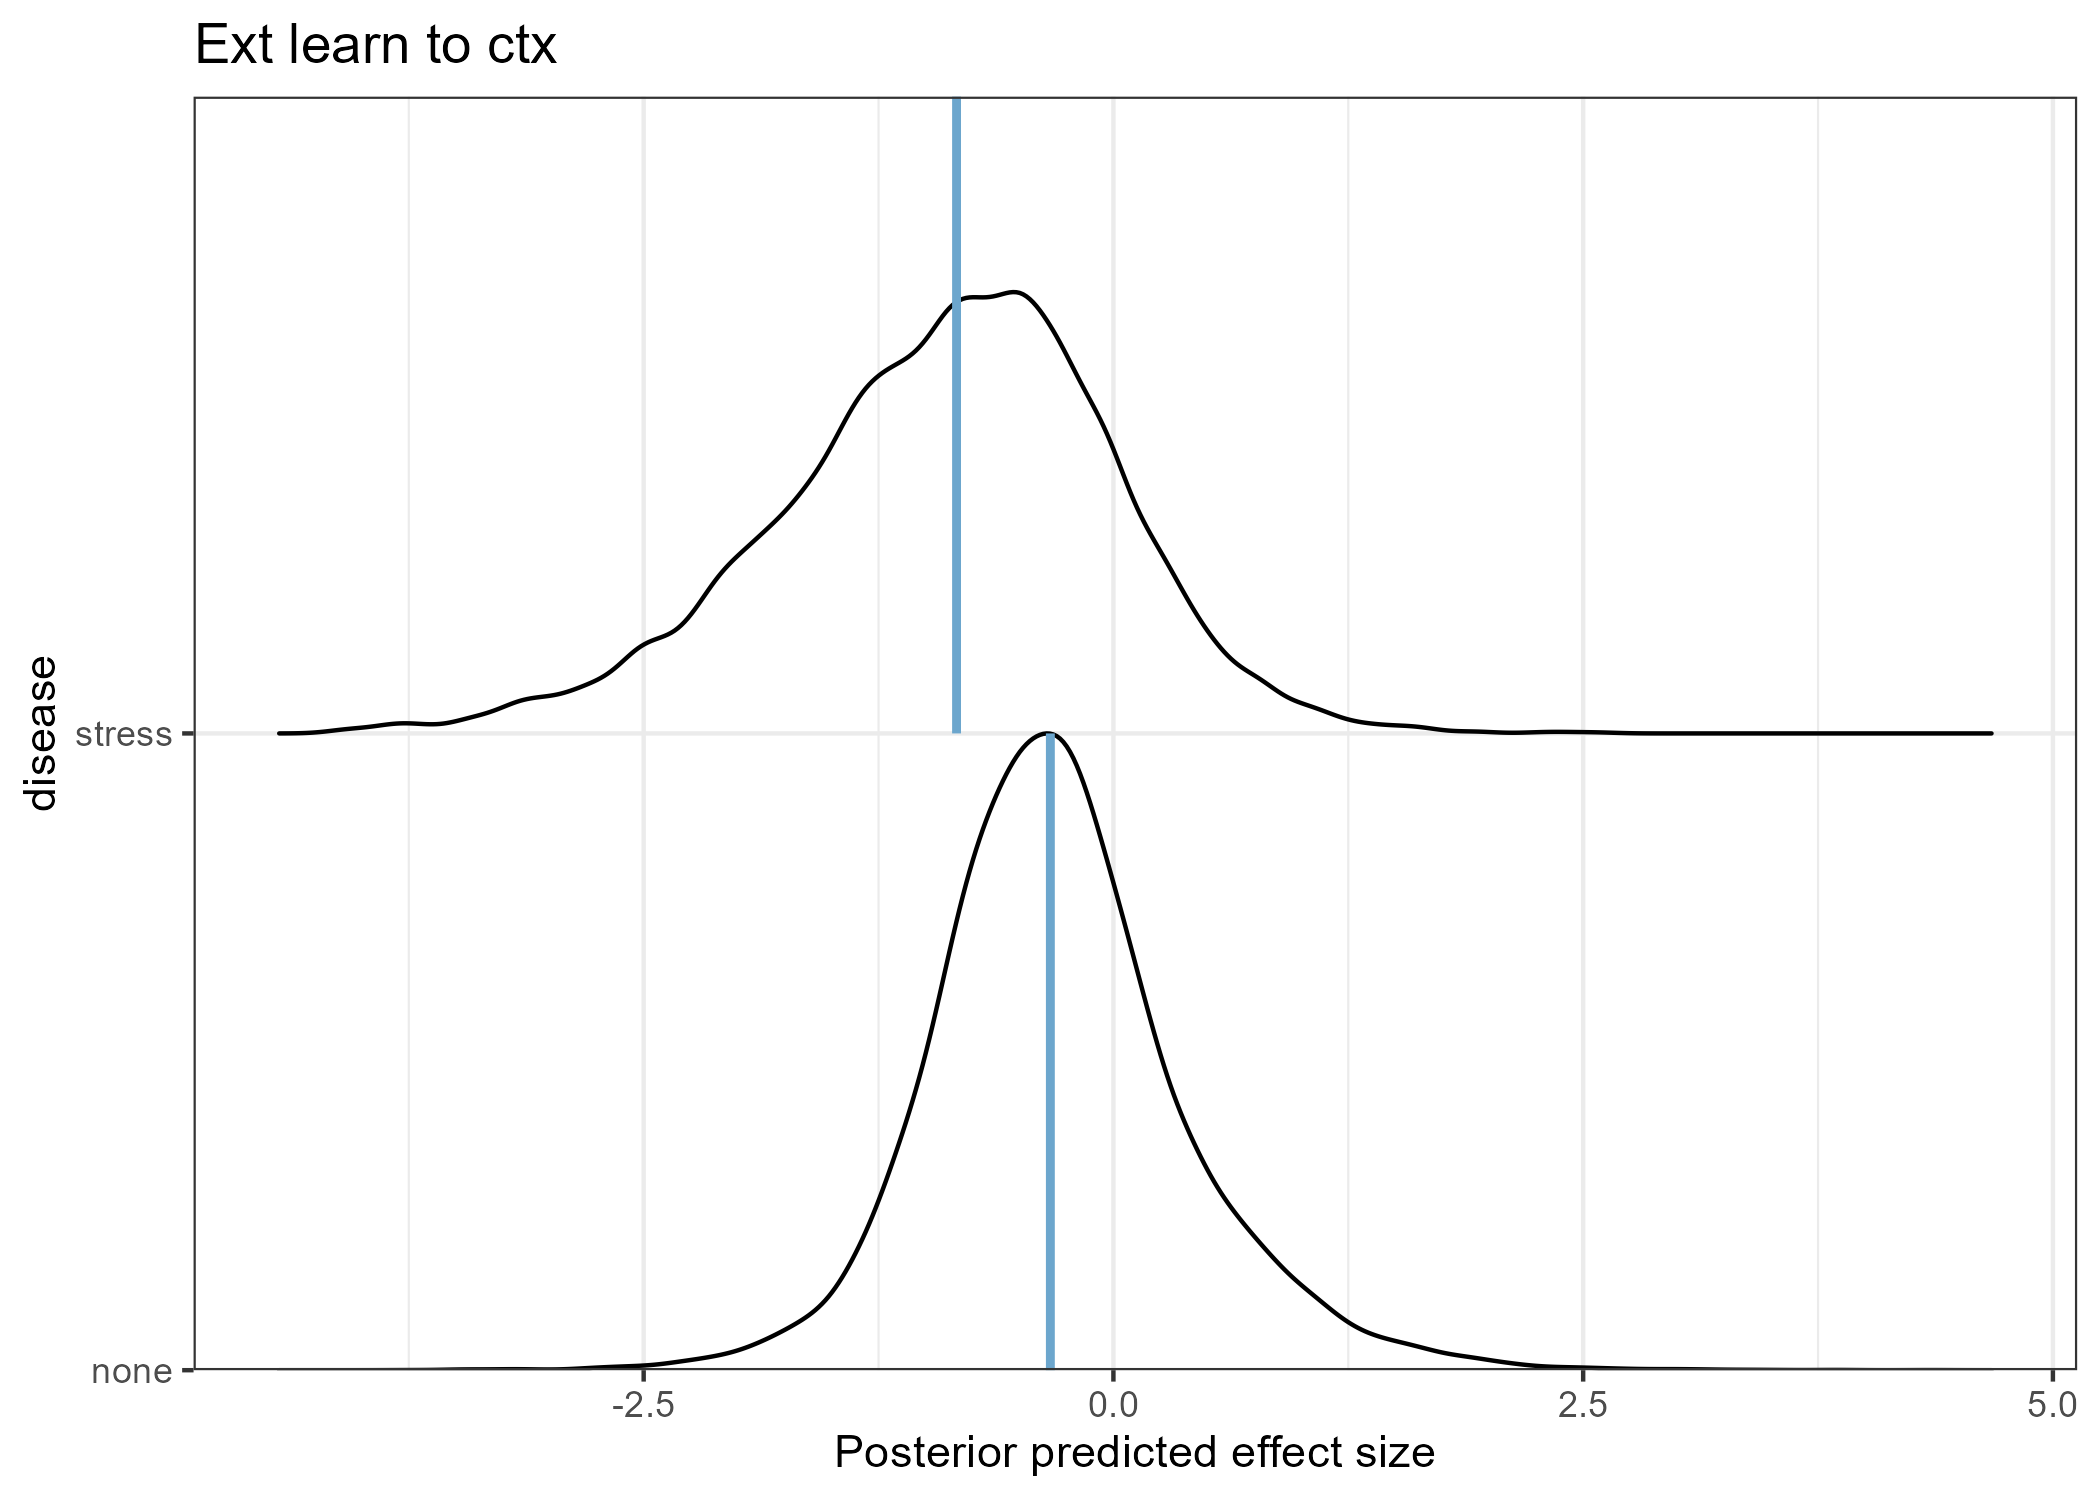 Ext learn to ctx
disease
stress
none
-2.5 0.0 2.5 5.0
Posterior predicted effect size